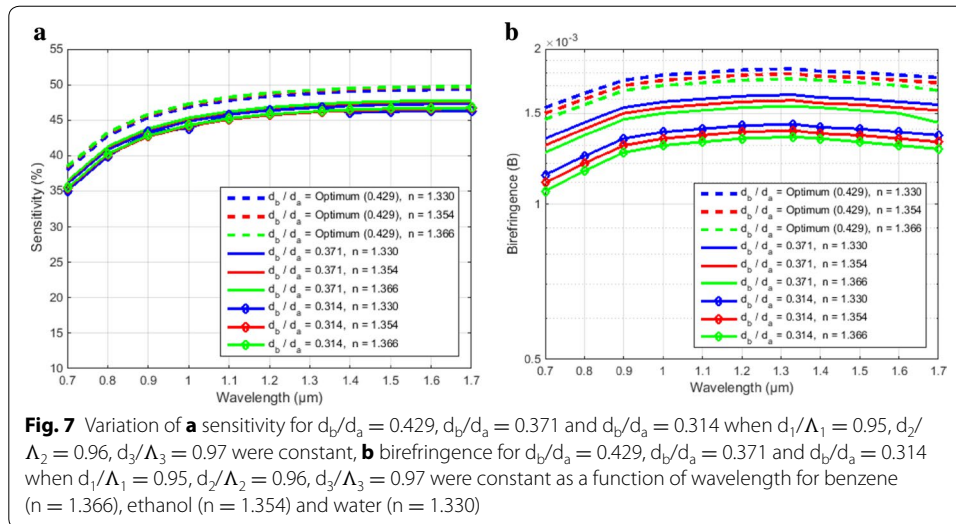 a
55
50
45
40
35
30
25
20
15
10
Sensitivity (%)
d_b / d_a = Optimum (0.429), n = 1.330
d_b / d_a = Optimum (0.429), n = 1.354
d_b / d_a = Optimum (0.429), n = 1.366
d_b / d_a = 0.371, n = 1.330
d_b / d_a = 0.371, n = 1.354
d_b / d_a = 0.371, n = 1.366
d_b / d_a = 0.314, n = 1.330
d_b / d_a = 0.314, n = 1.354
d_b / d_a = 0.314, n = 1.366
0.7 0.8 0.9 1 1.1 1.2 1.3 1.4 1.5 1.6 1.7
Wavelength (μm)
b
× 10⁻³
2
1.5
1
0.5
Birefringence (B)
d_b / d_a = Optimum (0.429), n = 1.330
d_b / d_a = Optimum (0.429), n = 1.354
d_b / d_a = Optimum (0.429), n = 1.366
d_b / d_a = 0.371, n = 1.330
d_b / d_a = 0.371, n = 1.354
d_b / d_a = 0.371, n = 1.366
d_b / d_a = 0.314, n = 1.330
d_b / d_a = 0.314, n = 1.354
d_b / d_a = 0.314, n = 1.366
0.7 0.8 0.9 1 1.1 1.2 1.3 1.4 1.5 1.6 1.7
Wavelength (μm)
Fig. 7 Variation of a sensitivity for d_b/d_a = 0.429, d_b/d_a = 0.371 and d_b/d_a = 0.314 when d₁/Λ₁ = 0.95, d₂/
Λ₂ = 0.96, d₃/Λ₃ = 0.97 were constant, b birefringence for d_b/d_a = 0.429, d_b/d_a = 0.371 and d_b/d_a = 0.314
when d₁/Λ₁ = 0.95, d₂/Λ₂ = 0.96, d₃/Λ₃ = 0.97 were constant as a function of wavelength for benzene
(n = 1.366), ethanol (n = 1.354) and water (n = 1.330)